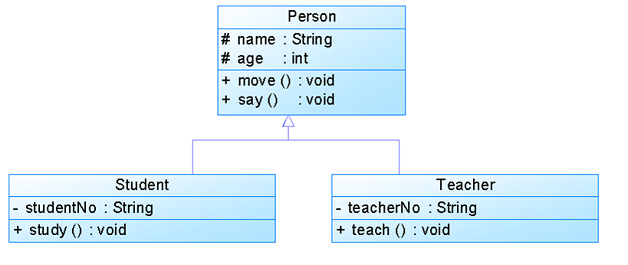 Person
# name : String
# age : int
+ move () : void
+ say () : void
Student
- studentNo : String
+ study () : void
Teacher
- teacherNo : String
+ teach () : void